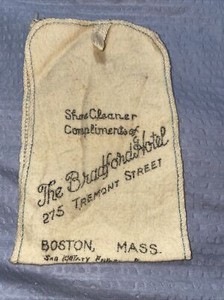 Shoe Cleaner
Compliments of
The Bradford Hotel
275 TREMONT STREET
BOSTON, MASS.